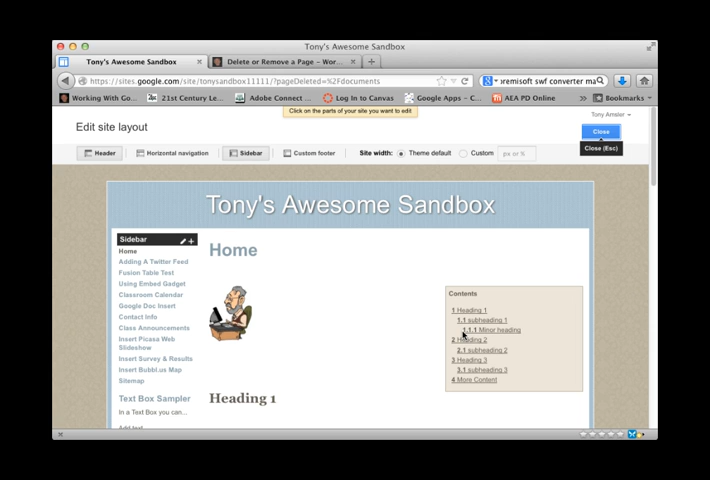 Tony's Awesome Sandbox
Tony's Awesome Sandbox
Delete or Remove a Page – Wor...
https://sites.google.com/site/tonysandbox11111/?pageDeleted=%2Fdocuments
remisoft swf converter ma
Working With Go...
21st Century Le...
Adobe Connect ...
Log In to Canvas
Google Apps – C...
AEA PD Online
Bookmarks
Click on the parts of your site you want to edit
Tony Amsler
Edit site layout
Close
Close (Esc)
Header
Horizontal navigation
Sidebar
Custom footer
Site width:
Theme default
Custom
px or %
Tony's Awesome Sandbox
Sidebar
Home
Adding A Twitter Feed
Fusion Table Test
Using Embed Gadget
Classroom Calendar
Google Doc Insert
Contact Info
Class Announcements
Insert Picasa Web
Slideshow
Insert Survey & Results
Insert Bubbl.us Map
Sitemap
Text Box Sampler
In a Text Box you can...
Home
Contents
1 Heading 1
1.1 subheading 1
1.1.1 Minor heading
2 Heading 2
2.1 subheading 2
3 Heading 3
3.1 subheading 3
4 More Content
Heading 1